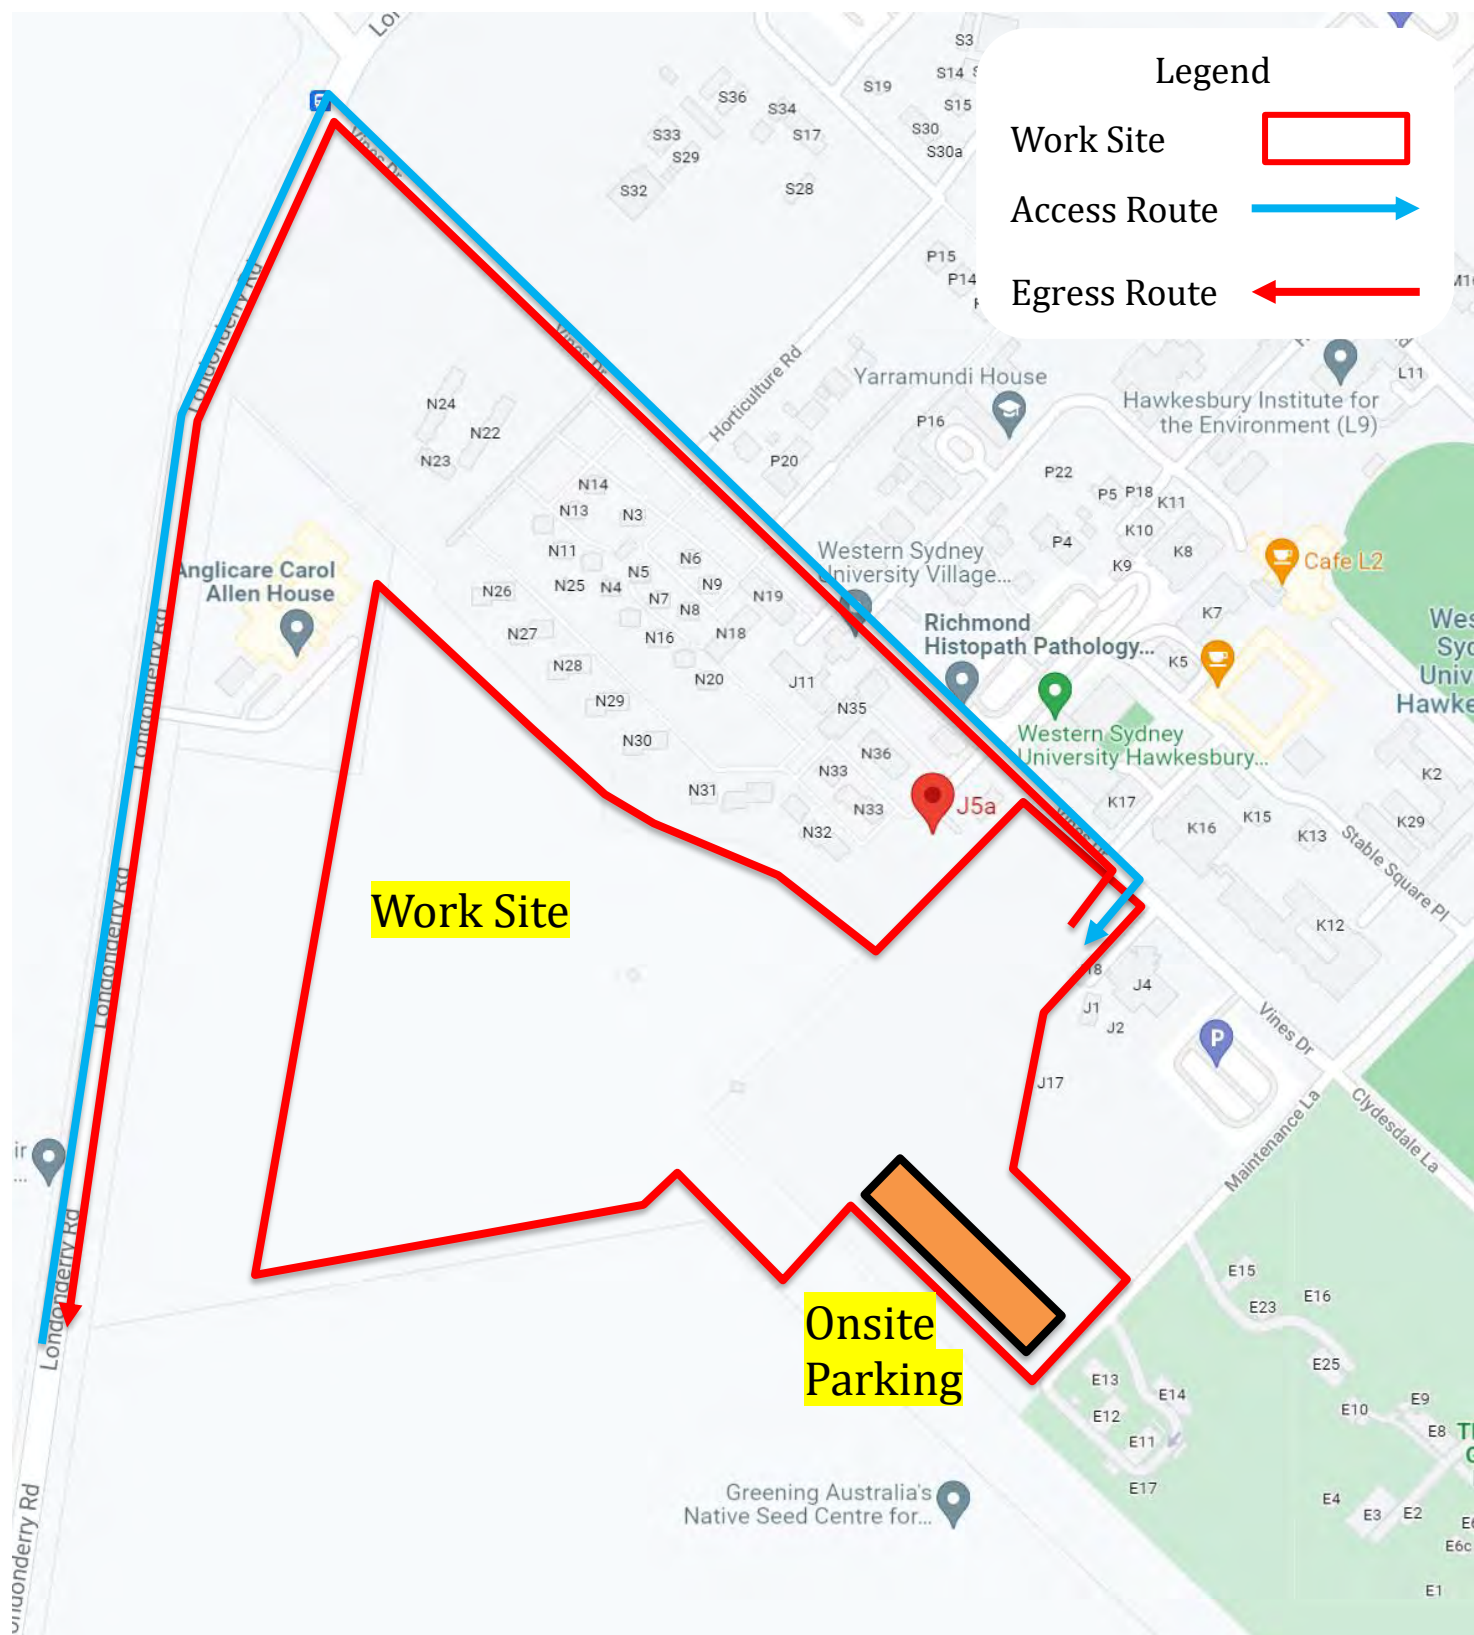 Legend
Work Site
Access Route
Egress Route
Vines Dr
S3
S14
S15
S19
S36
S34
S17
S33
S29
S32
S28
S30
S30a
P15
P14
Londonderry Rd
Vines Dr
Horticulture Rd
Yarramundi House
P16
P20
Hawkesbury Institute for
the Environment (L9)
L11
N24
N22
N23
N14
N13
N3
N11
N6
N5
N25
N4
N9
N7
N8
N19
N26
N27
N16
N18
N28
N20
J11
N29
N35
N30
N36
N33
N31
N33
N32
P22
P5
P18
K11
K10
P4
K8
K9
Cafe L2
K7
K5
Western Sydney
University Village...
Richmond
Histopath Pathology...
Western Sydney
University Hawkesbury...
Anglicare Carol
Allen House
Londonderry Rd
J5a
Vines Dr
K17
K16
K15
K13
K2
K29
Stable Square Pl
K12
Work Site
Londonderry Rd
J4
J1
J2
J17
P
Vines Dr
Clydesdale La
Maintenance La
Londonderry Rd
Onsite
Parking
E15
E23
E16
E25
E13
E14
E12
E11
E17
E10
E9
E8
E4
E3
E2
E6c
E1
Greening Australia's
Native Seed Centre for...